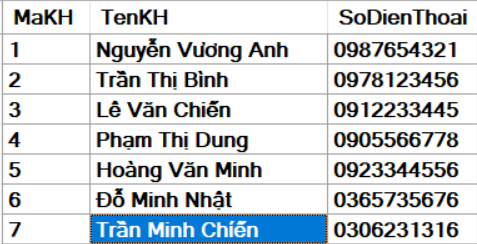 MaKH TenKH SoDienThoai
1 Nguyễn Vương Anh 0987654321
2 Trần Thị Bình 0978123456
3 Lê Văn Chiến 0912233445
4 Phạm Thị Dung 0905566778
5 Hoàng Văn Minh 0923344556
6 Đỗ Minh Nhật 0365735676
7 Trần Minh Chiến 0306231316